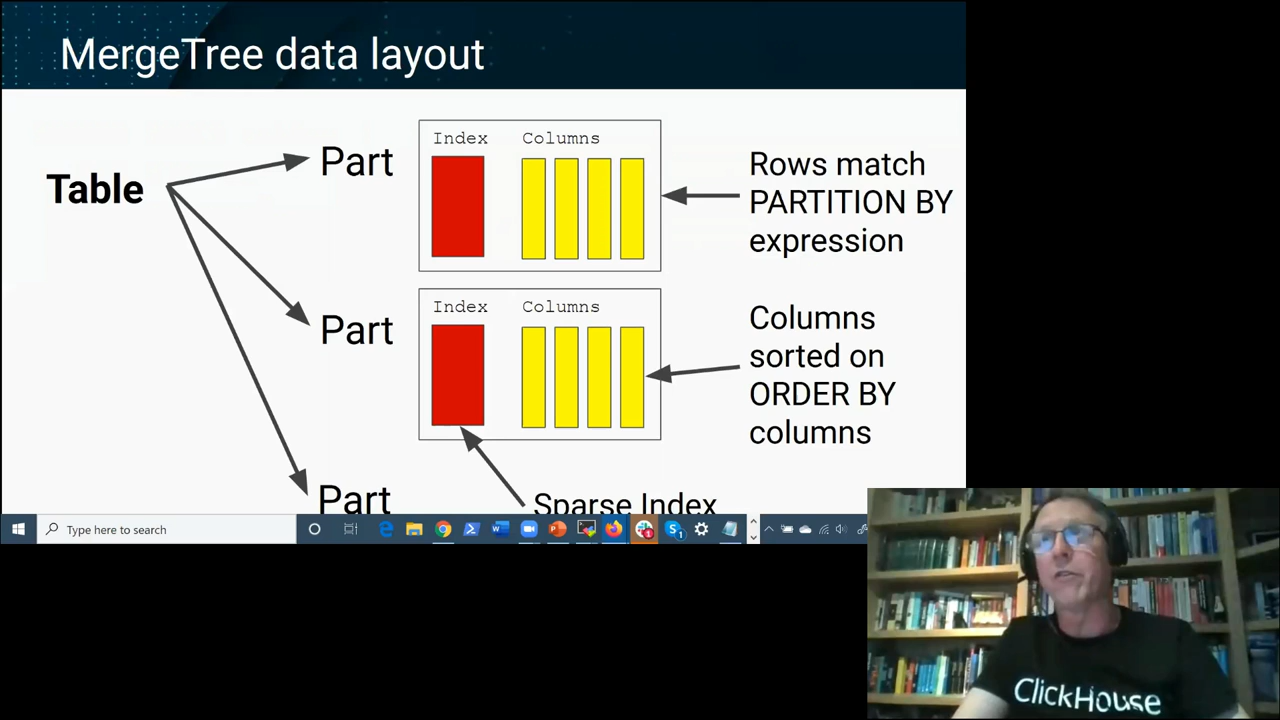 MergeTree data layout
Table
Part
Index Columns
Rows match
PARTITION BY
expression
Part
Index Columns
Columns
sorted on
ORDER BY
columns
Part
Sparse Index
Type here to search
ClickHouse